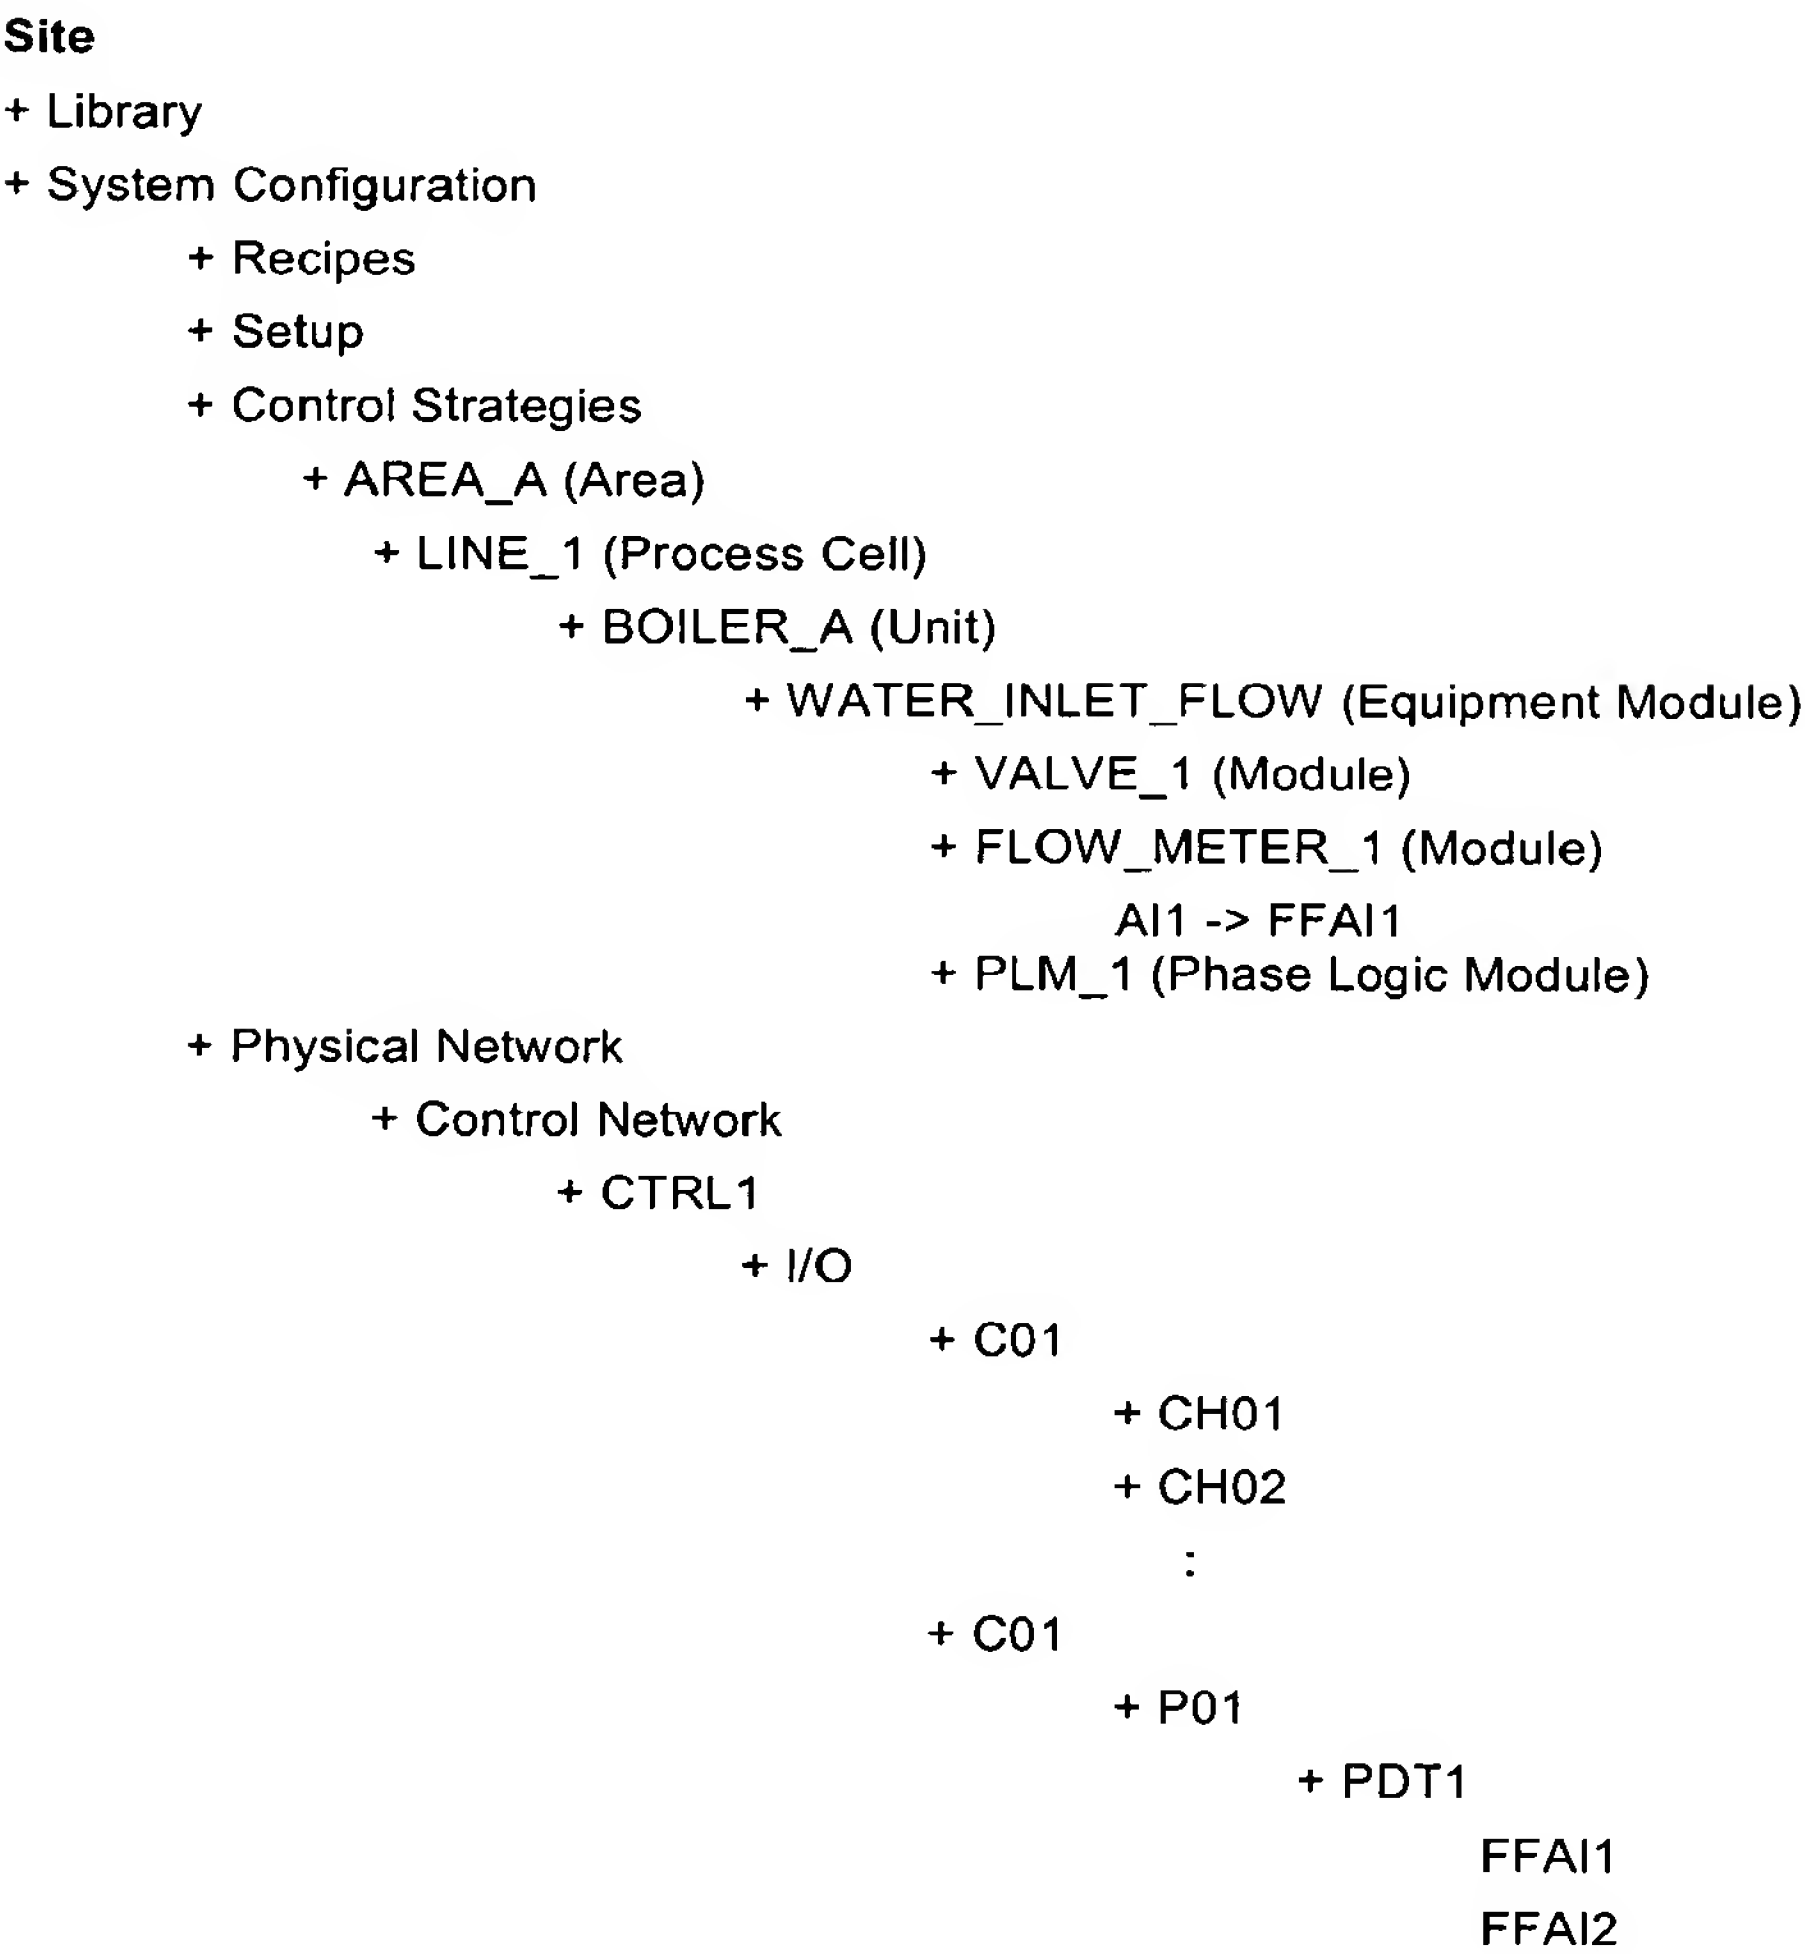 Site
+ Library
+ System Configuration
+ Recipes
+ Setup
+ Control Strategies
+ AREA_A (Area)
+ LINE_1 (Process Cell)
+ BOILER_A (Unit)
+ WATER_INLET_FLOW (Equipment Module)
+ VALVE_1 (Module)
+ FLOW_METER_1 (Module)
AI1 -> FFAI1
+ PLM_1 (Phase Logic Module)
+ Physical Network
+ Control Network
+ CTRL1
+ I/O
+ C01
+ CH01
+ CH02
:
+ C01
+ P01
+ PDT1
FFAI1
FFAI2